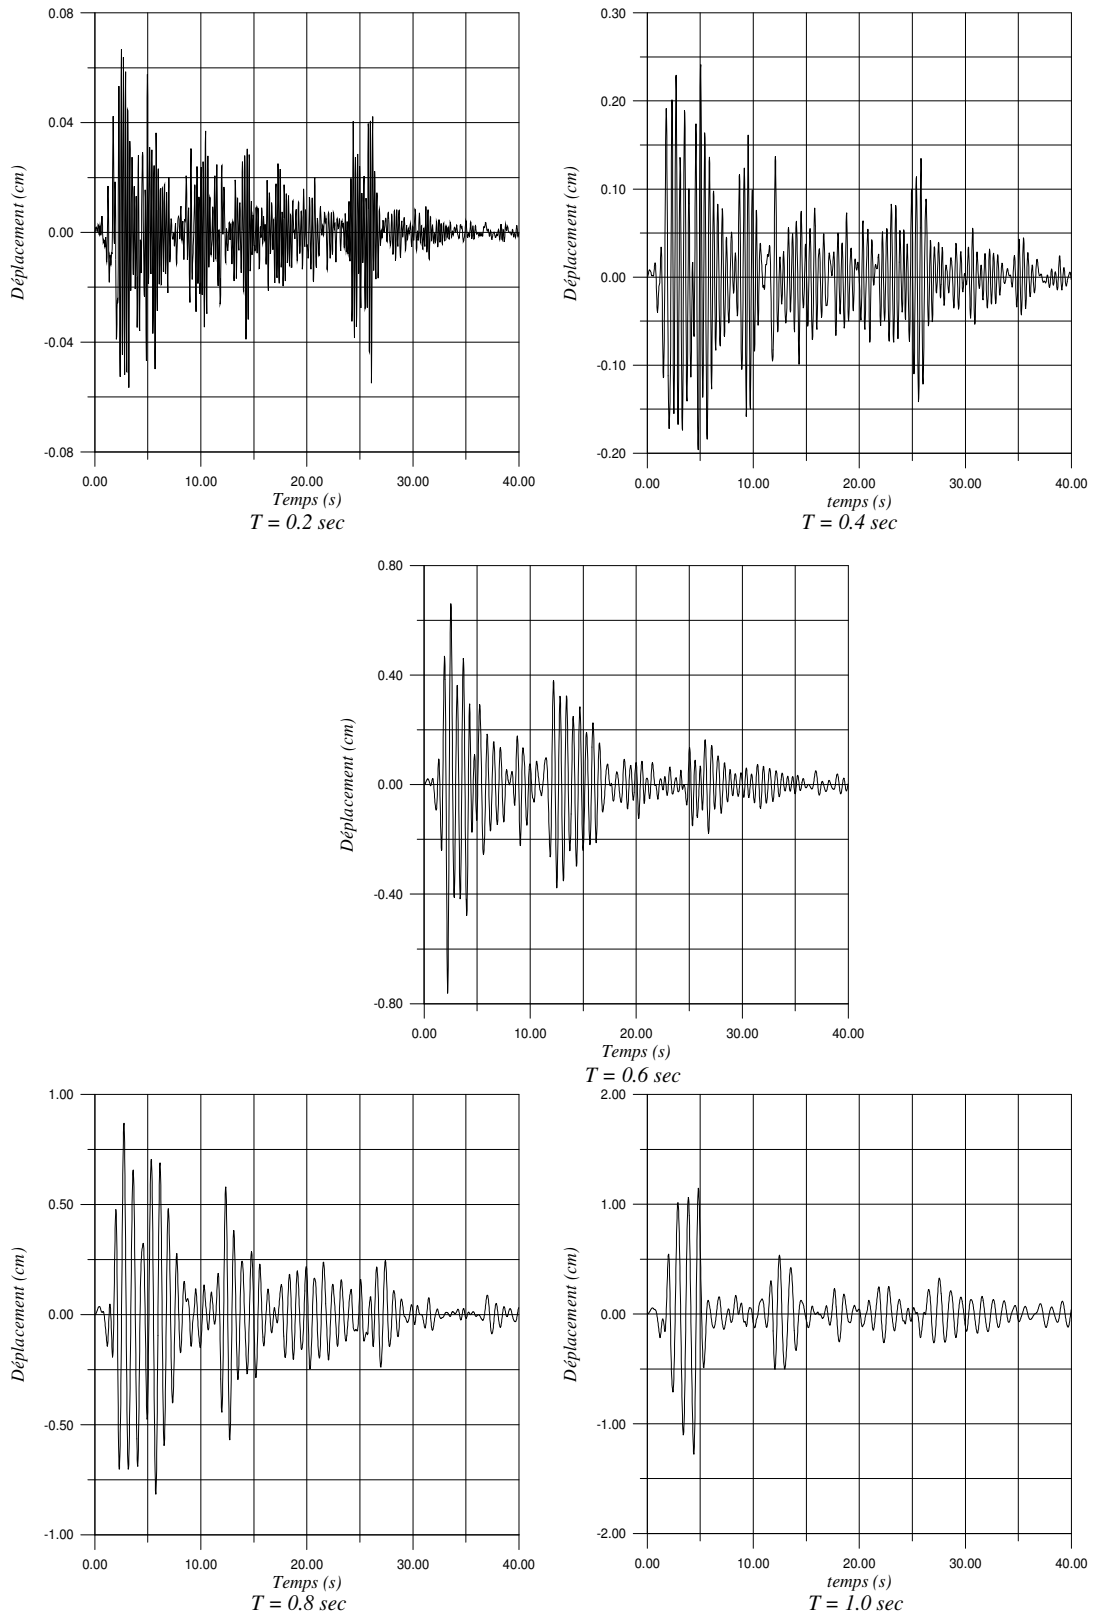 0.08
0.04
0.00
-0.04
-0.08
Déplacement (cm)
0.00 10.00 20.00 30.00 40.00
Temps (s)
T = 0.2 sec
0.30
0.20
0.10
0.00
-0.10
-0.20
Déplacement (cm)
0.00 10.00 20.00 30.00 40.00
temps (s)
T = 0.4 sec
0.80
0.40
0.00
-0.40
-0.80
Déplacement (cm)
0.00 10.00 20.00 30.00 40.00
Temps (s)
T = 0.6 sec
1.00
0.50
0.00
-0.50
-1.00
Déplacement (cm)
0.00 10.00 20.00 30.00 40.00
Temps (s)
T = 0.8 sec
2.00
1.00
0.00
-1.00
-2.00
Déplacement (cm)
0.00 10.00 20.00 30.00 40.00
temps (s)
T = 1.0 sec